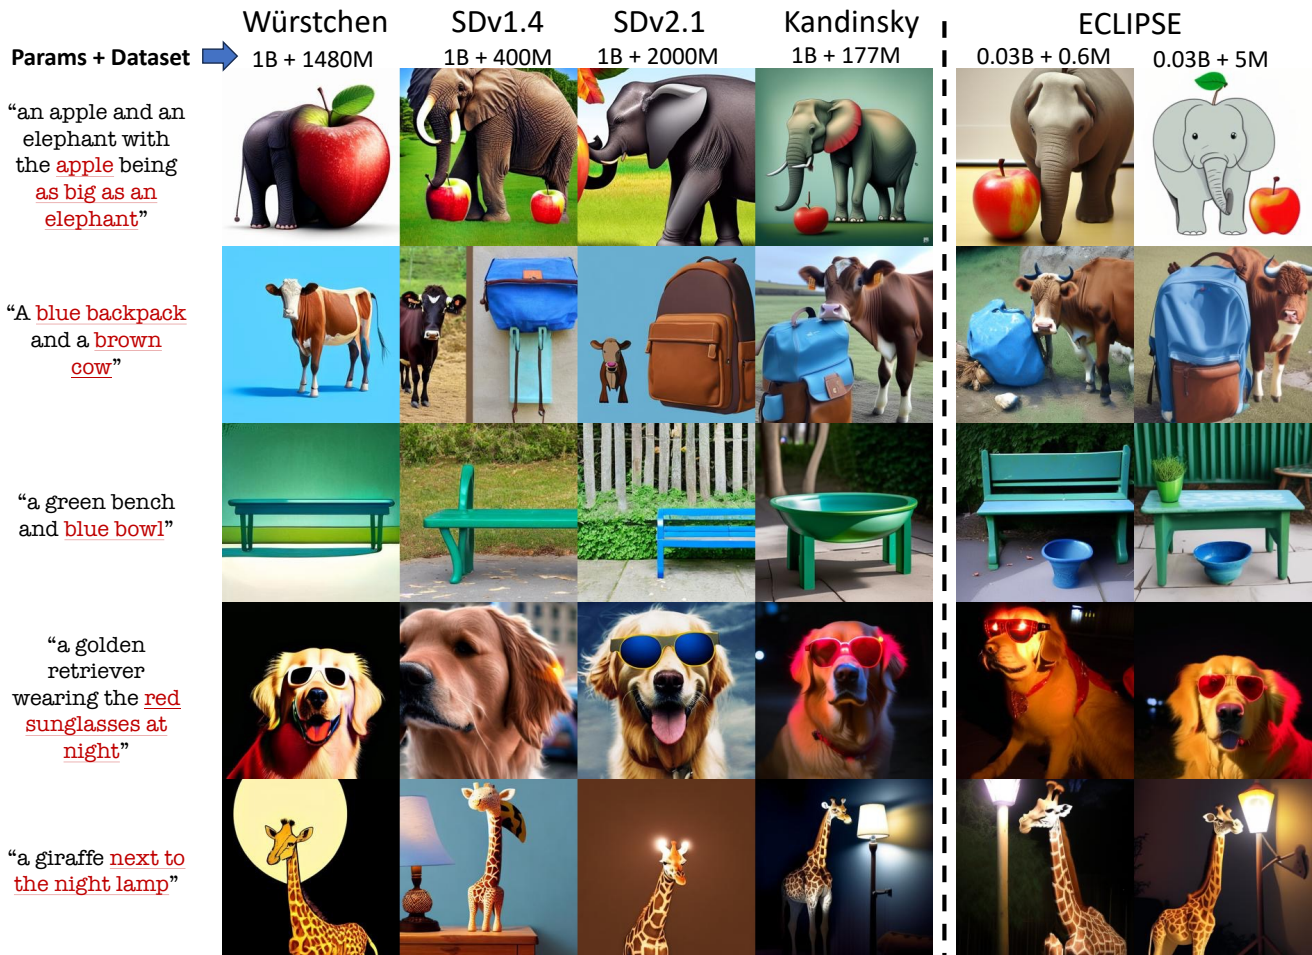 Würstchen SDv1.4 SDv2.1 Kandinsky ECLIPSE
Params + Dataset 1B + 1480M 1B + 400M 1B + 2000M 1B + 177M 0.03B + 0.6M 0.03B + 5M
“an apple and an
elephant with
the apple being
as big as an
elephant”
“A blue backpack
and a brown
cow”
“a green bench
and blue bowl”
“a golden
retriever
wearing the red
sunglasses at
night”
“a giraffe next to
the night lamp”